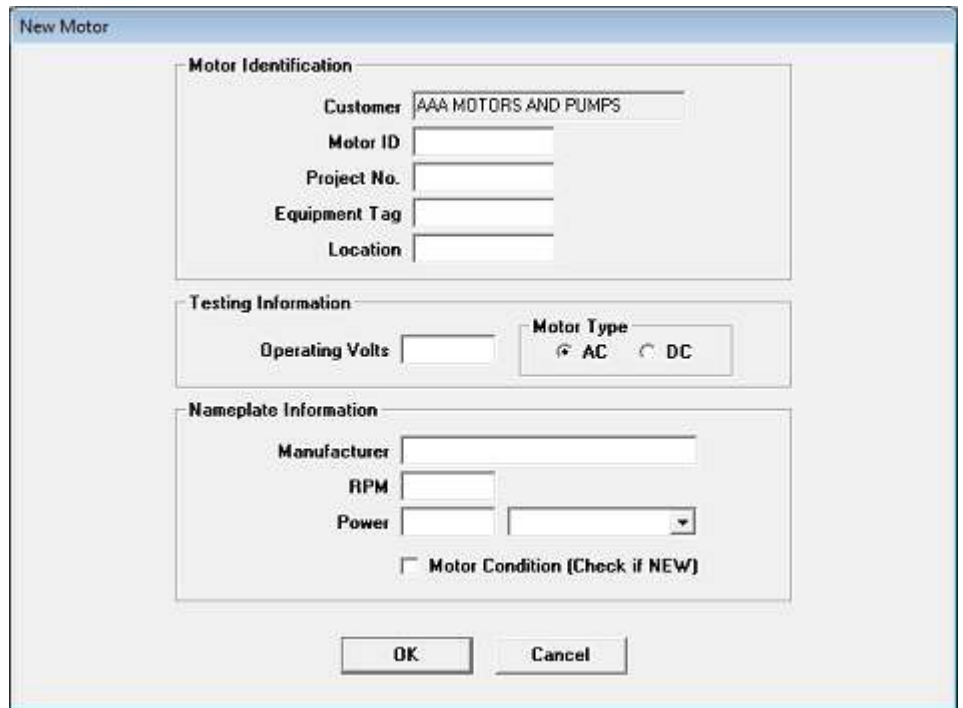 New Motor
Motor Identification
Customer AAA MOTORS AND PUMPS
Motor ID
Project No.
Equipment Tag
Location
Testing Information
Motor Type
Operating Volts AC DC
Nameplate Information
Manufacturer
RPM
Power
Motor Condition (Check if NEW)
OK Cancel